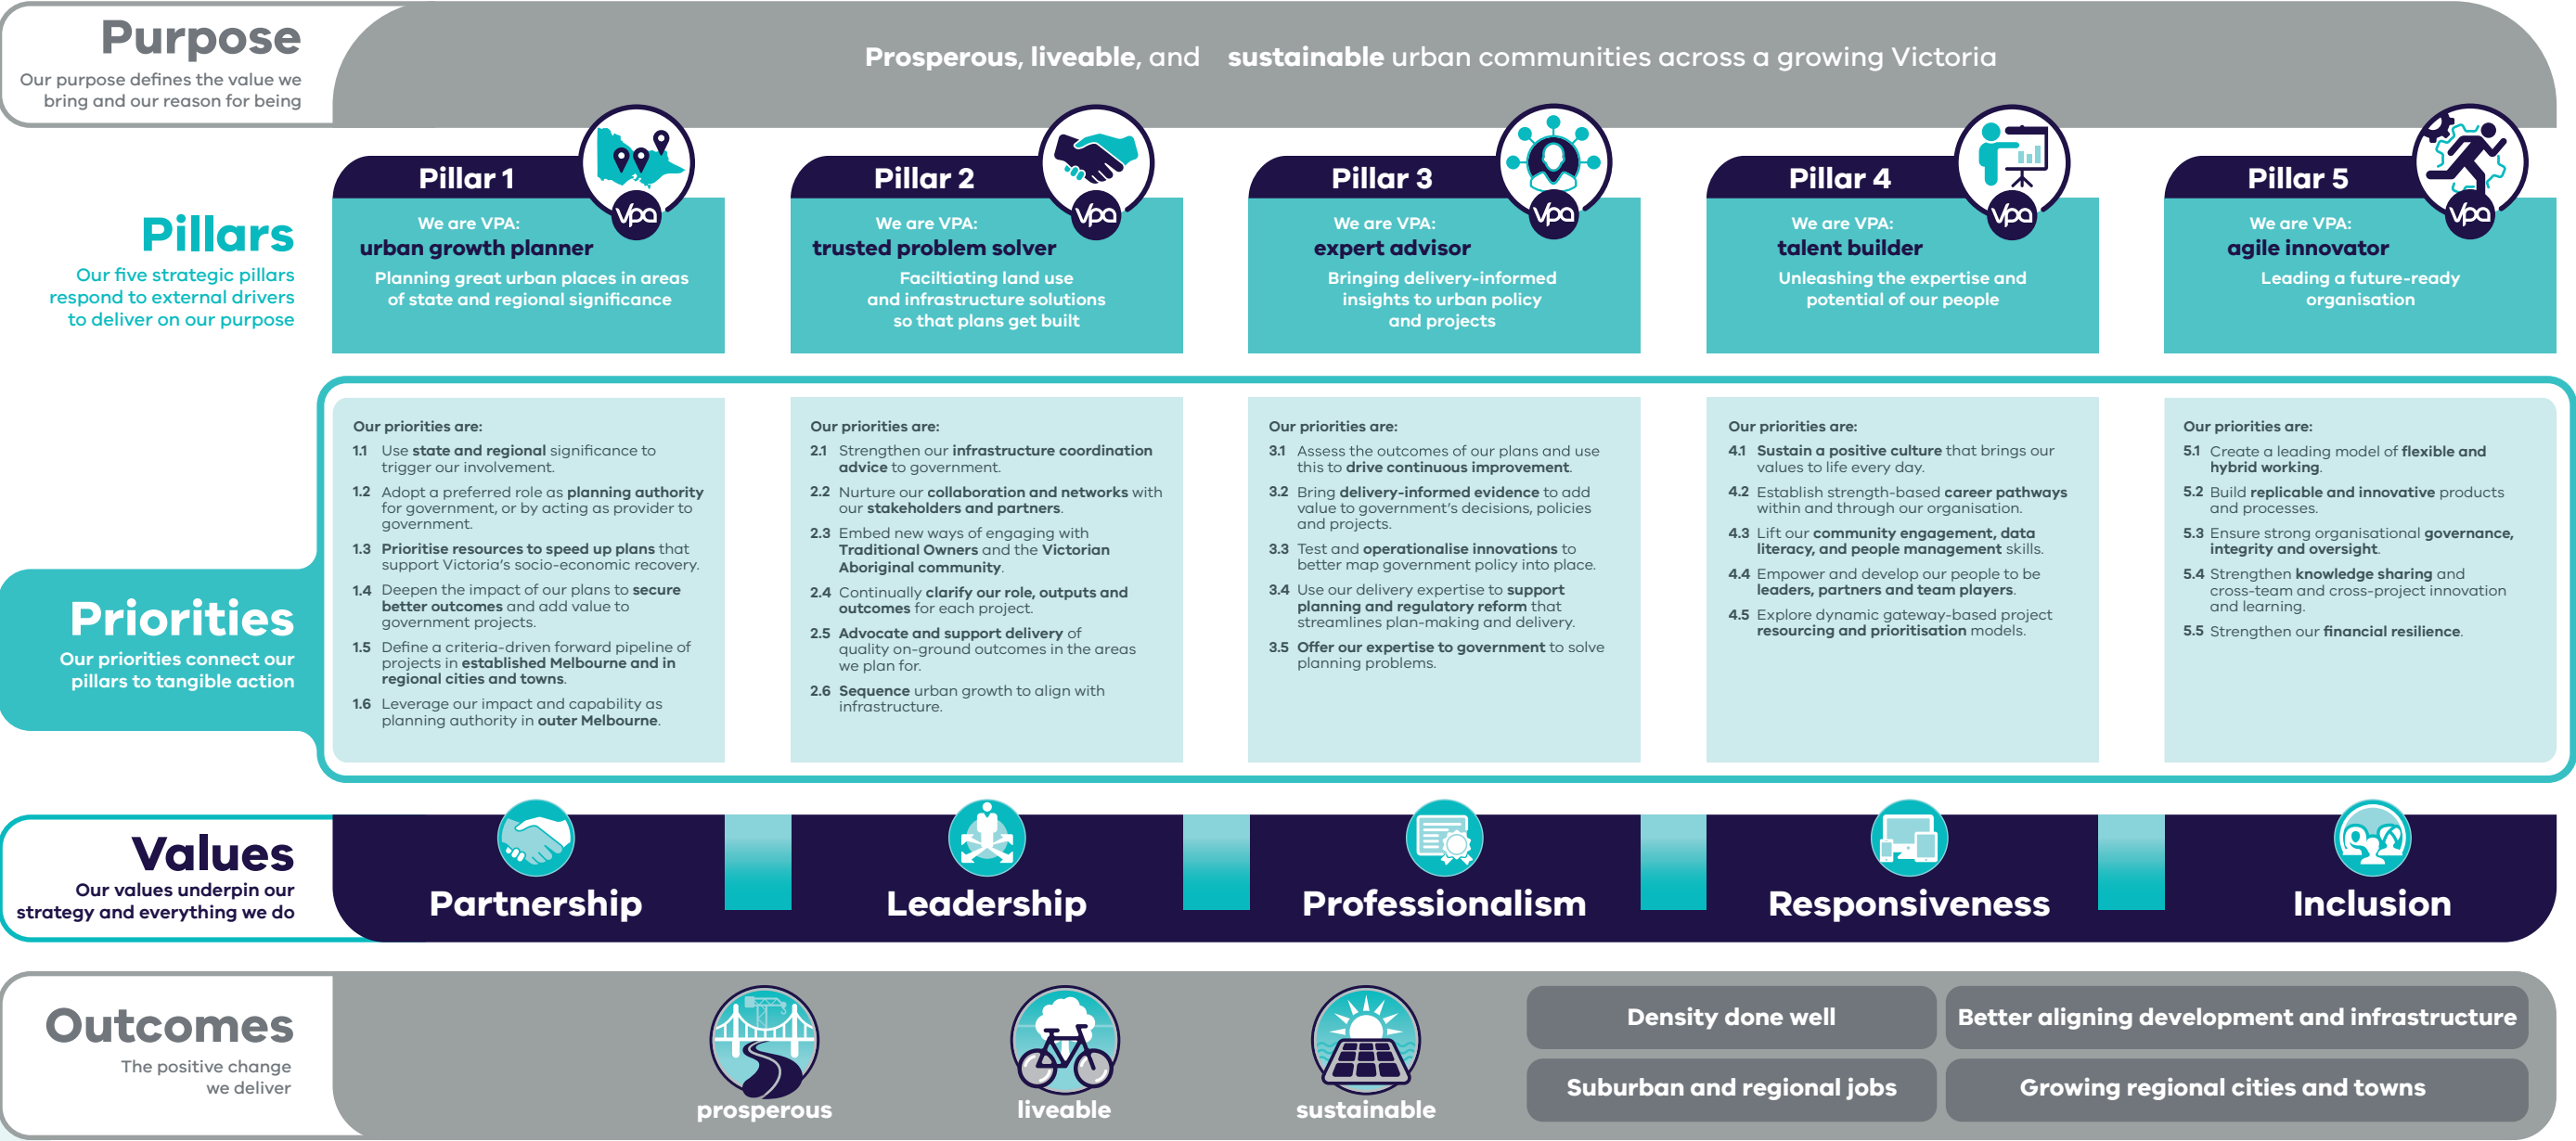 Purpose
Our purpose defines the value we
bring and our reason for being
Prosperous, liveable, and sustainable urban communities across a growing Victoria
Pillars
Our five strategic pillars
respond to external drivers
to deliver on our purpose
Pillar 1
vpa
We are VPA:
urban growth planner
Planning great urban places in areas
of state and regional significance
Pillar 2
vpa
We are VPA:
trusted problem solver
Faciltiating land use
and infrastructure solutions
so that plans get built
Pillar 3
vpa
We are VPA:
expert advisor
Bringing delivery-informed
insights to urban policy
and projects
Pillar 4
vpa
We are VPA:
talent builder
Unleashing the expertise and
potential of our people
Pillar 5
vpa
We are VPA:
agile innovator
Leading a future-ready
organisation
Priorities
Our priorities connect our
pillars to tangible action
Our priorities are:
1.1 Use state and regional significance to
trigger our involvement.
1.2 Adopt a preferred role as planning authority
for government, or by acting as provider to
government.
1.3 Prioritise resources to speed up plans that
support Victoria's socio-economic recovery.
1.4 Deepen the impact of our plans to secure
better outcomes and add value to
government projects.
1.5 Define a criteria-driven forward pipeline of
projects in established Melbourne and in
regional cities and towns.
1.6 Leverage our impact and capability as
planning authority in outer Melbourne.
Our priorities are:
2.1 Strengthen our infrastructure coordination
advice to government.
2.2 Nurture our collaboration and networks with
our stakeholders and partners.
2.3 Embed new ways of engaging with
Traditional Owners and the Victorian
Aboriginal community.
2.4 Continually clarify our role, outputs and
outcomes for each project.
2.5 Advocate and support delivery of
quality on-ground outcomes in the areas
we plan for.
2.6 Sequence urban growth to align with
infrastructure.
Our priorities are:
3.1 Assess the outcomes of our plans and use
this to drive continuous improvement.
3.2 Bring delivery-informed evidence to add
value to government's decisions, policies
and projects.
3.3 Test and operationalise innovations to
better map government policy into place.
3.4 Use our delivery expertise to support
planning and regulatory reform that
streamlines plan-making and delivery.
3.5 Offer our expertise to government to solve
planning problems.
Our priorities are:
4.1 Sustain a positive culture that brings our
values to life every day.
4.2 Establish strength-based career pathways
within and through our organisation.
4.3 Lift our community engagement, data
literacy, and people management skills.
4.4 Empower and develop our people to be
leaders, partners and team players.
4.5 Explore dynamic gateway-based project
resourcing and prioritisation models.
Our priorities are:
5.1 Create a leading model of flexible and
hybrid working.
5.2 Build replicable and innovative products
and processes.
5.3 Ensure strong organisational governance,
integrity and oversight.
5.4 Strengthen knowledge sharing and
cross-team and cross-project innovation
and learning.
5.5 Strengthen our financial resilience.
Values
Our values underpin our
strategy and everything we do
Partnership
Leadership
Professionalism
Responsiveness
Inclusion
Outcomes
The positive change
we deliver
prosperous
liveable
sustainable
Density done well
Better aligning development and infrastructure
Suburban and regional jobs
Growing regional cities and towns